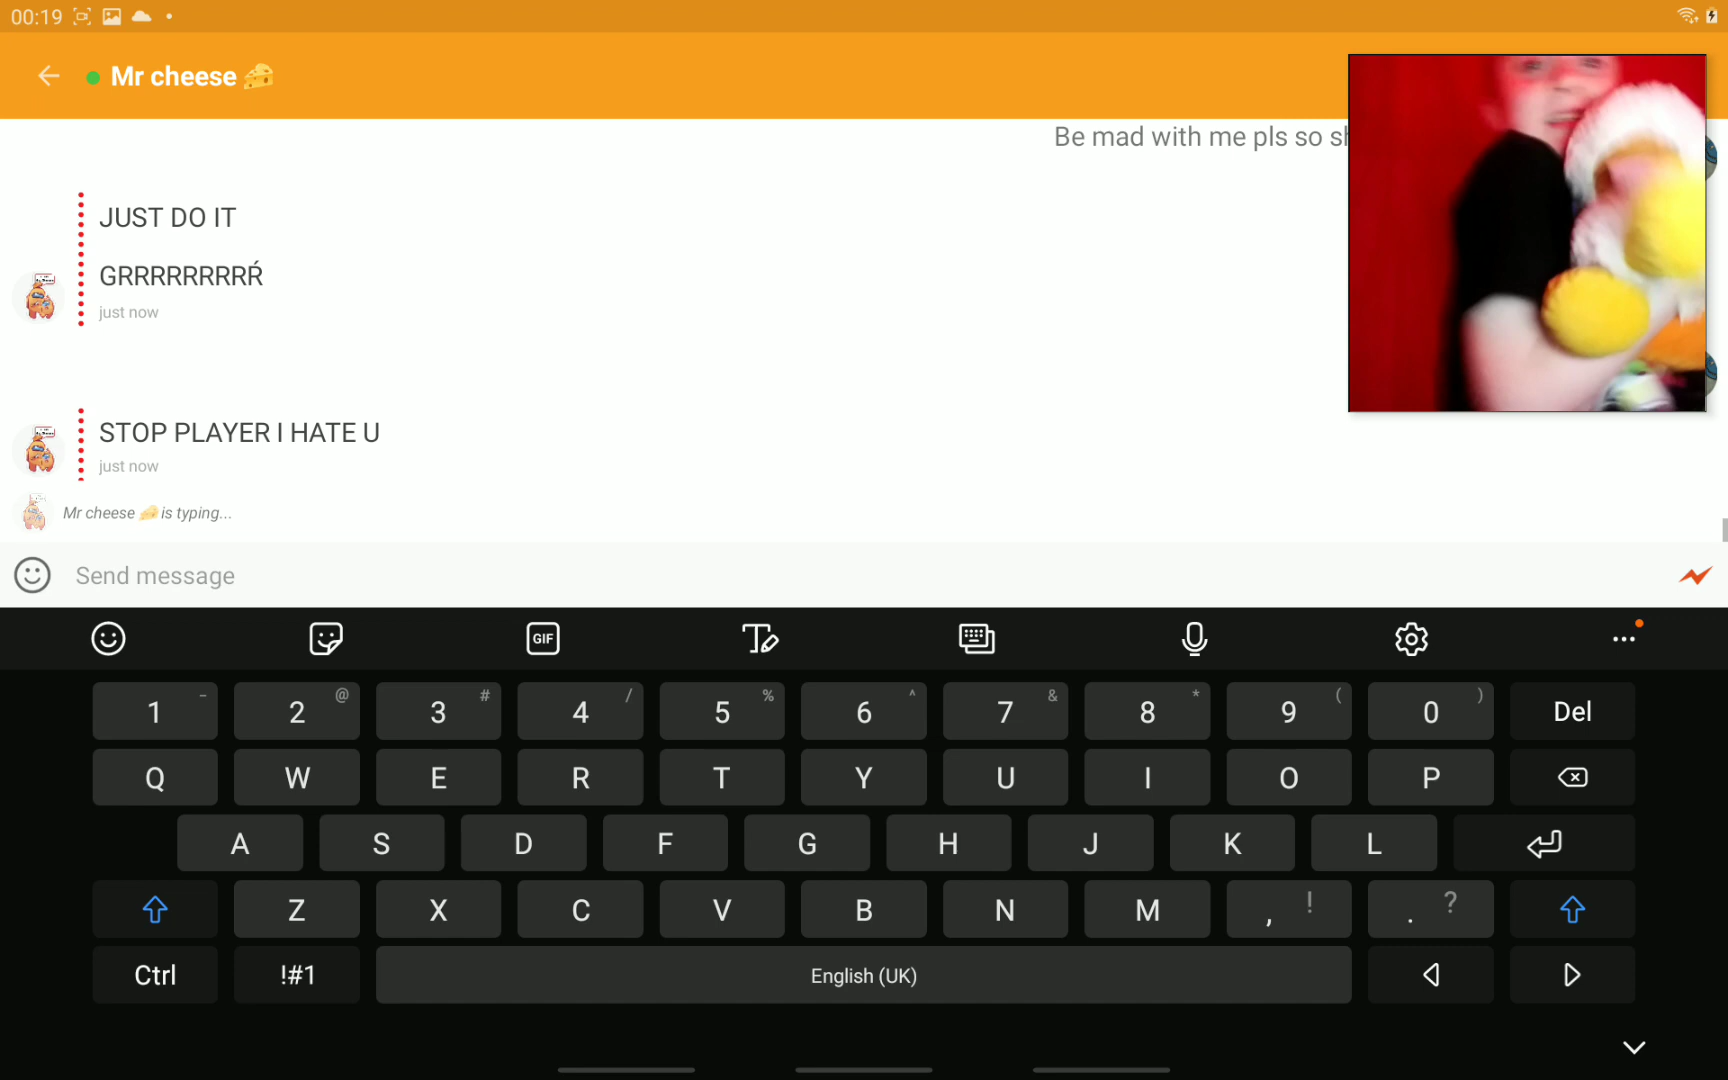 00:19
Mr cheese 🧀
Be mad with me pls so
JUST DO IT
GRRRRRRRRŔ
just now
STOP PLAYER I HATE U
just now
Mr cheese 🧀is typing...
Send message
GIF
1 - 2 @ 3 # 4 / 5 % 6 ^ 7 & 8 * 9 ( 0 ) Del
Q W E R T Y U I O P
A S D F G H J K L
Z X C V B N M , ! . ?
Ctrl !#1 English (UK)